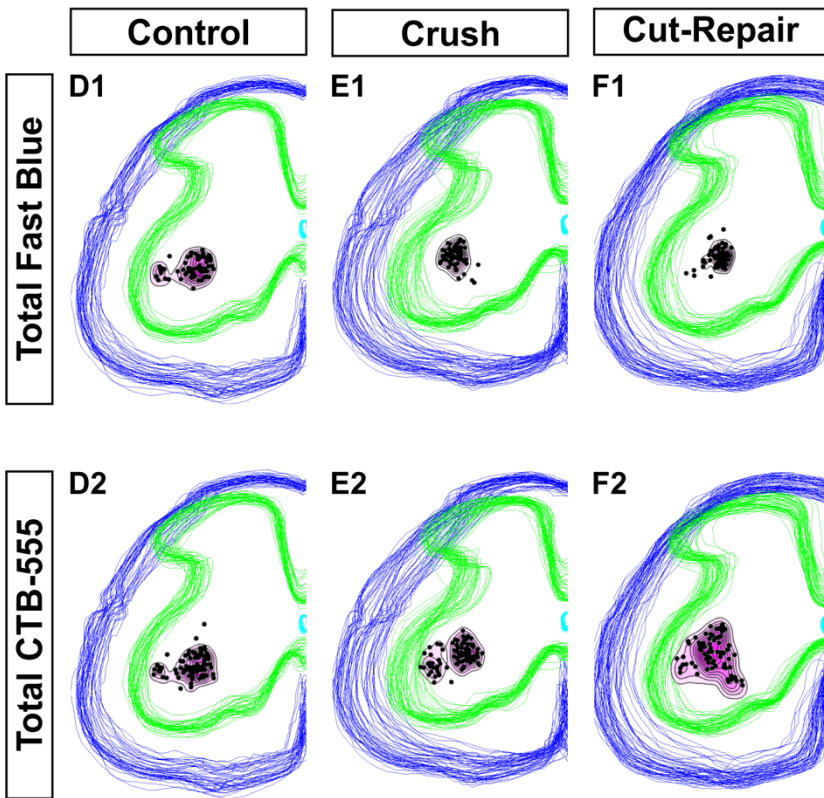 Control
Crush
Cut-Repair
Total Fast Blue
D1
E1
F1
Total CTB-555
D2
E2
F2